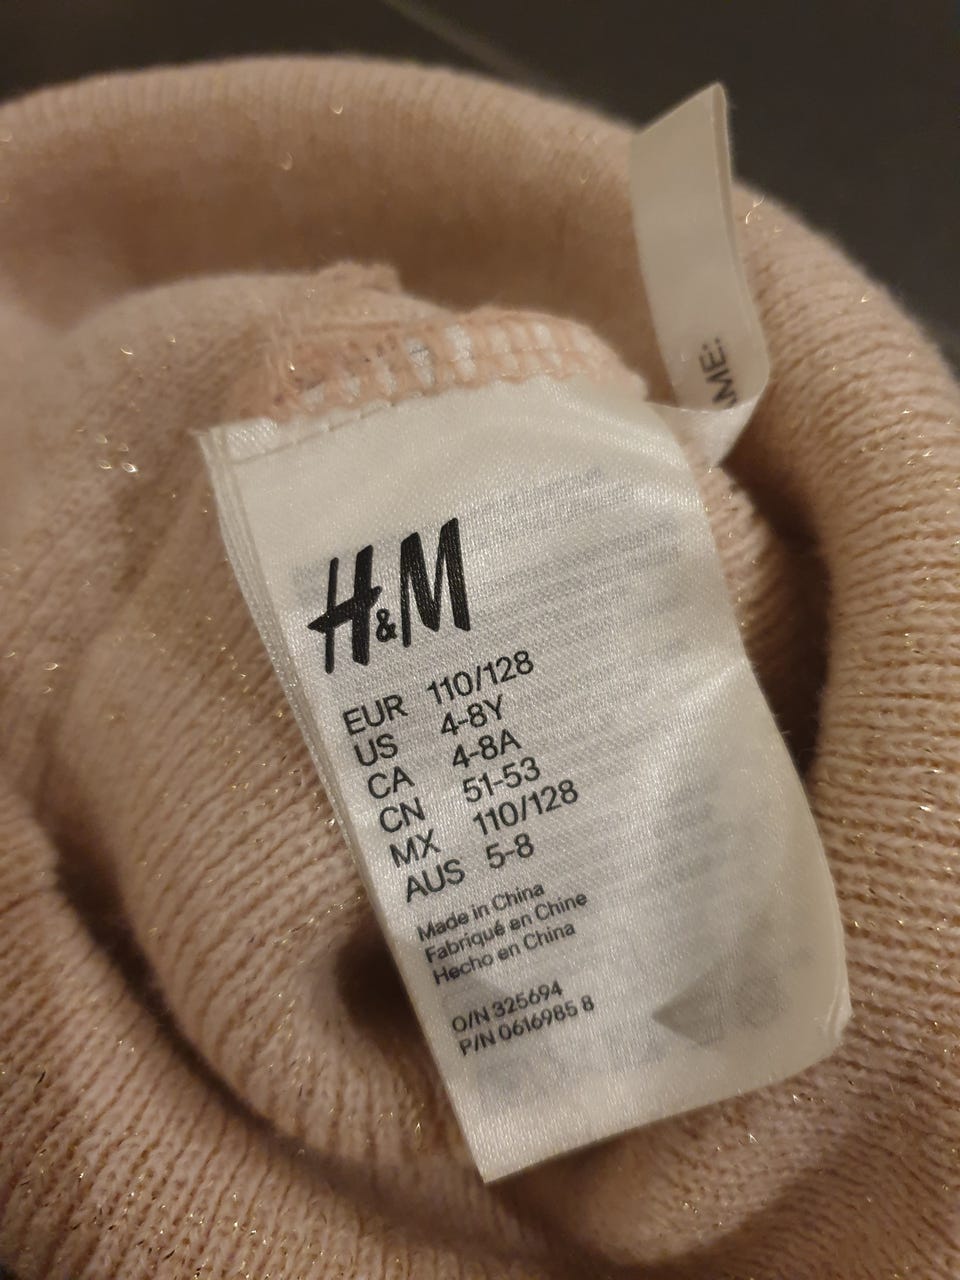 H&M
EUR 110/128
US 4-8Y
CA 4-8A
CN 51-53
MX 110/128
AUS 5-8
Made in China
Fabriqué en Chine
Hecho en China
O/N 325694
P/N 0616985 8